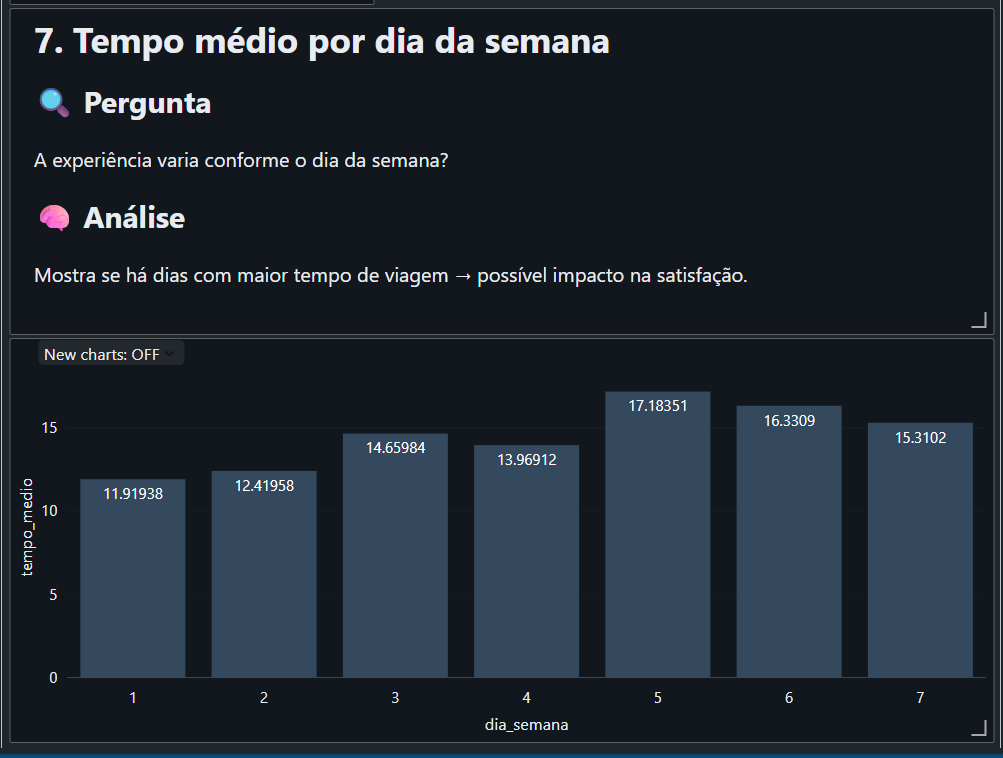 7. Tempo médio por dia da semana
🔍 Pergunta
A experiência varia conforme o dia da semana?
🧠 Análise
Mostra se há dias com maior tempo de viagem → possível impacto na satisfação.
New charts: OFF
tempo_medio
15
10
5
0
11.91938
12.41958
14.65984
13.96912
17.18351
16.3309
15.3102
1 2 3 4 5 6 7
dia_semana